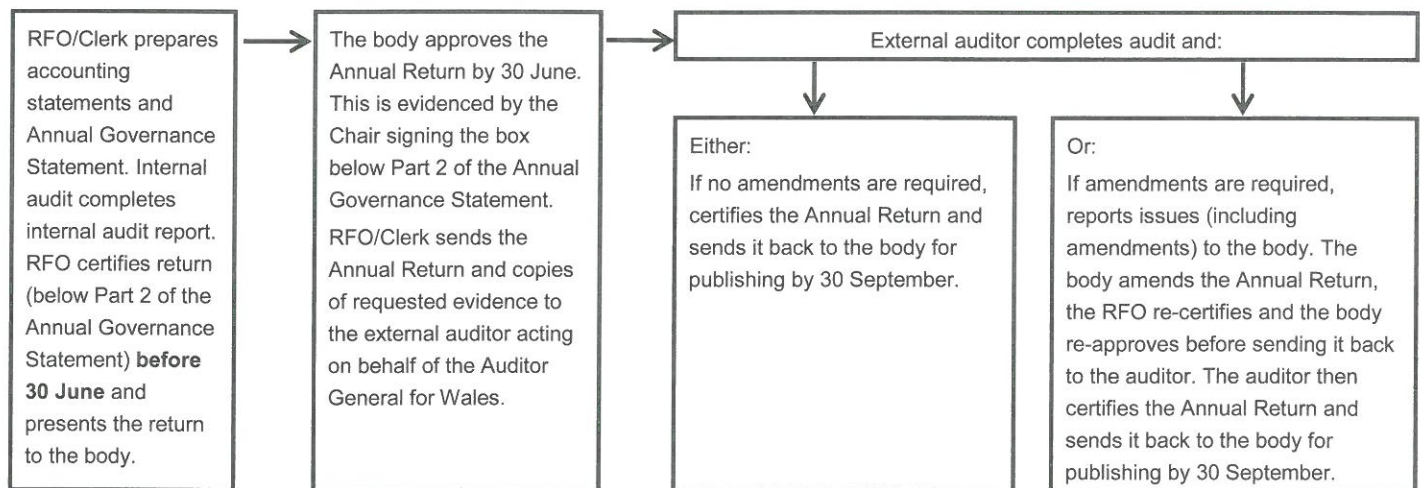 RFO/Clerk prepares
accounting
statements and
Annual Governance
Statement. Internal
audit completes
internal audit report.
RFO certifies return
(below Part 2 of the
Annual Governance
Statement) before
30 June and
presents the return
to the body.
The body approves the
Annual Return by 30 June.
This is evidenced by the
Chair signing the box
below Part 2 of the Annual
Governance Statement.
RFO/Clerk sends the
Annual Return and copies
of requested evidence to
the external auditor acting
on behalf of the Auditor
General for Wales.
External auditor completes audit and:
Either:
If no amendments are required,
certifies the Annual Return and
sends it back to the body for
publishing by 30 September.
Or:
If amendments are required,
reports issues (including
amendments) to the body. The
body amends the Annual Return,
the RFO re-certifies and the body
re-approves before sending it back
to the auditor. The auditor then
certifies the Annual Return and
sends it back to the body for
publishing by 30 September.